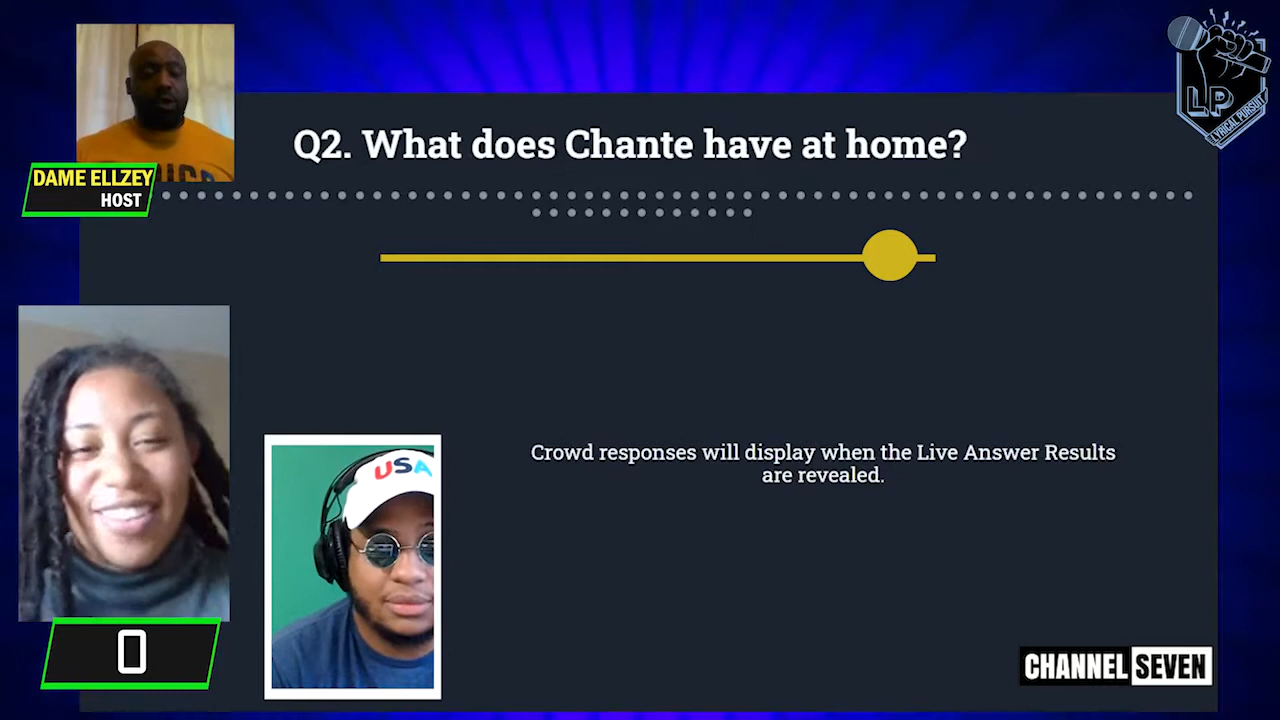 LP
LYRICAL PURSUIT
Q2. What does Chante have at home?
DAME ELLZEY
HOST
USA
Crowd responses will display when the Live Answer Results
are revealed.
0
CHANNEL SEVEN